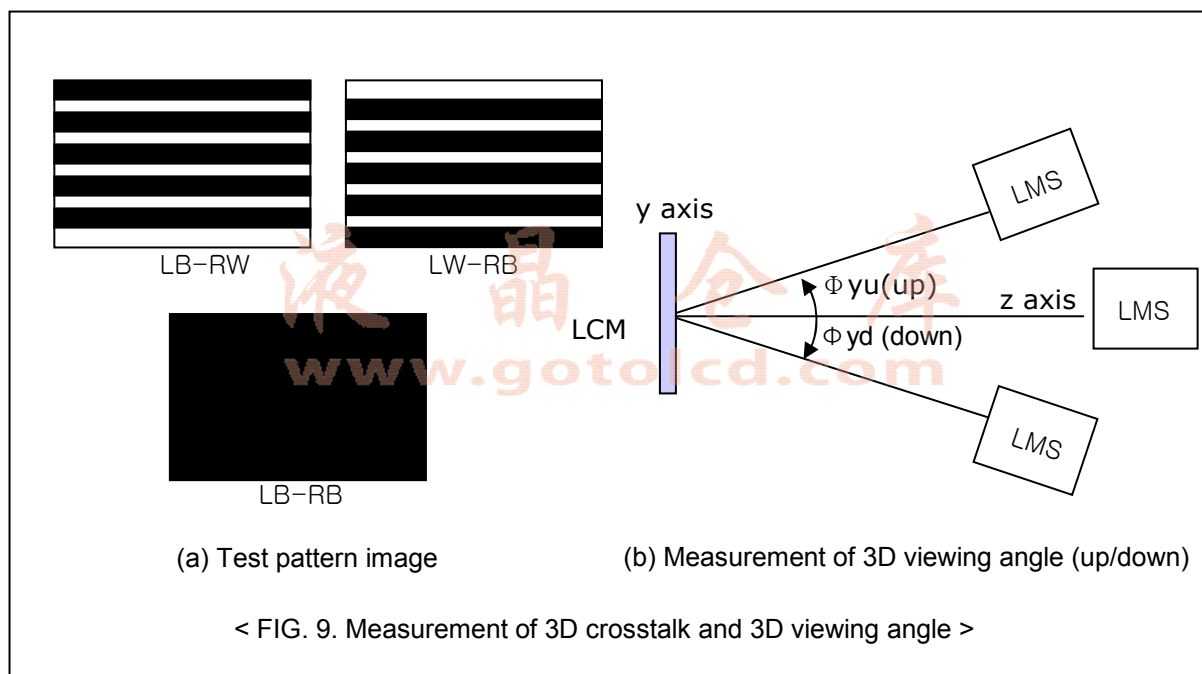 LB-RW
LW-RB
LB-RB
(a) Test pattern image
y axis
LCM
Φ yu(up)
Φ yd (down)
z axis
LMS
LMS
LMS
(b) Measurement of 3D viewing angle (up/down)
< FIG. 9. Measurement of 3D crosstalk and 3D viewing angle >
液晶仓库
www.gotolcd.com